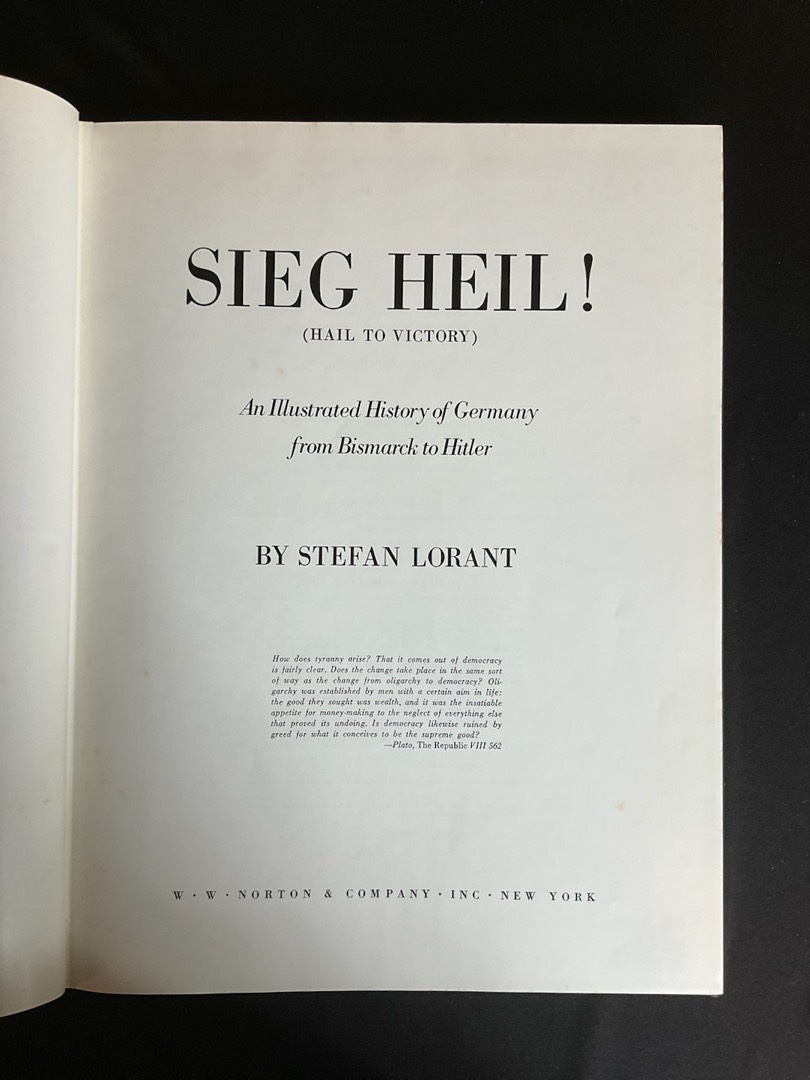 SIEG HEIL!
(HAIL TO VICTORY)
An Illustrated History of Germany
from Bismarck to Hitler
BY STEFAN LORANT
How does tyranny arise? That it comes out of democracy
is fairly clear. Does the change take place in the same sort
of way as the change from oligarchy to democracy? Oli-
garchy was established by men with a certain aim in life:
the good they sought was wealth, and it was the insatiable
appetite for money-making to the neglect of everything else
that proved its undoing. Is democracy likewise ruined by
greed for what it conceives to be the supreme good?
—Plato, The Republic VIII 562
W · W · NORTON & COMPANY · INC · NEW YORK